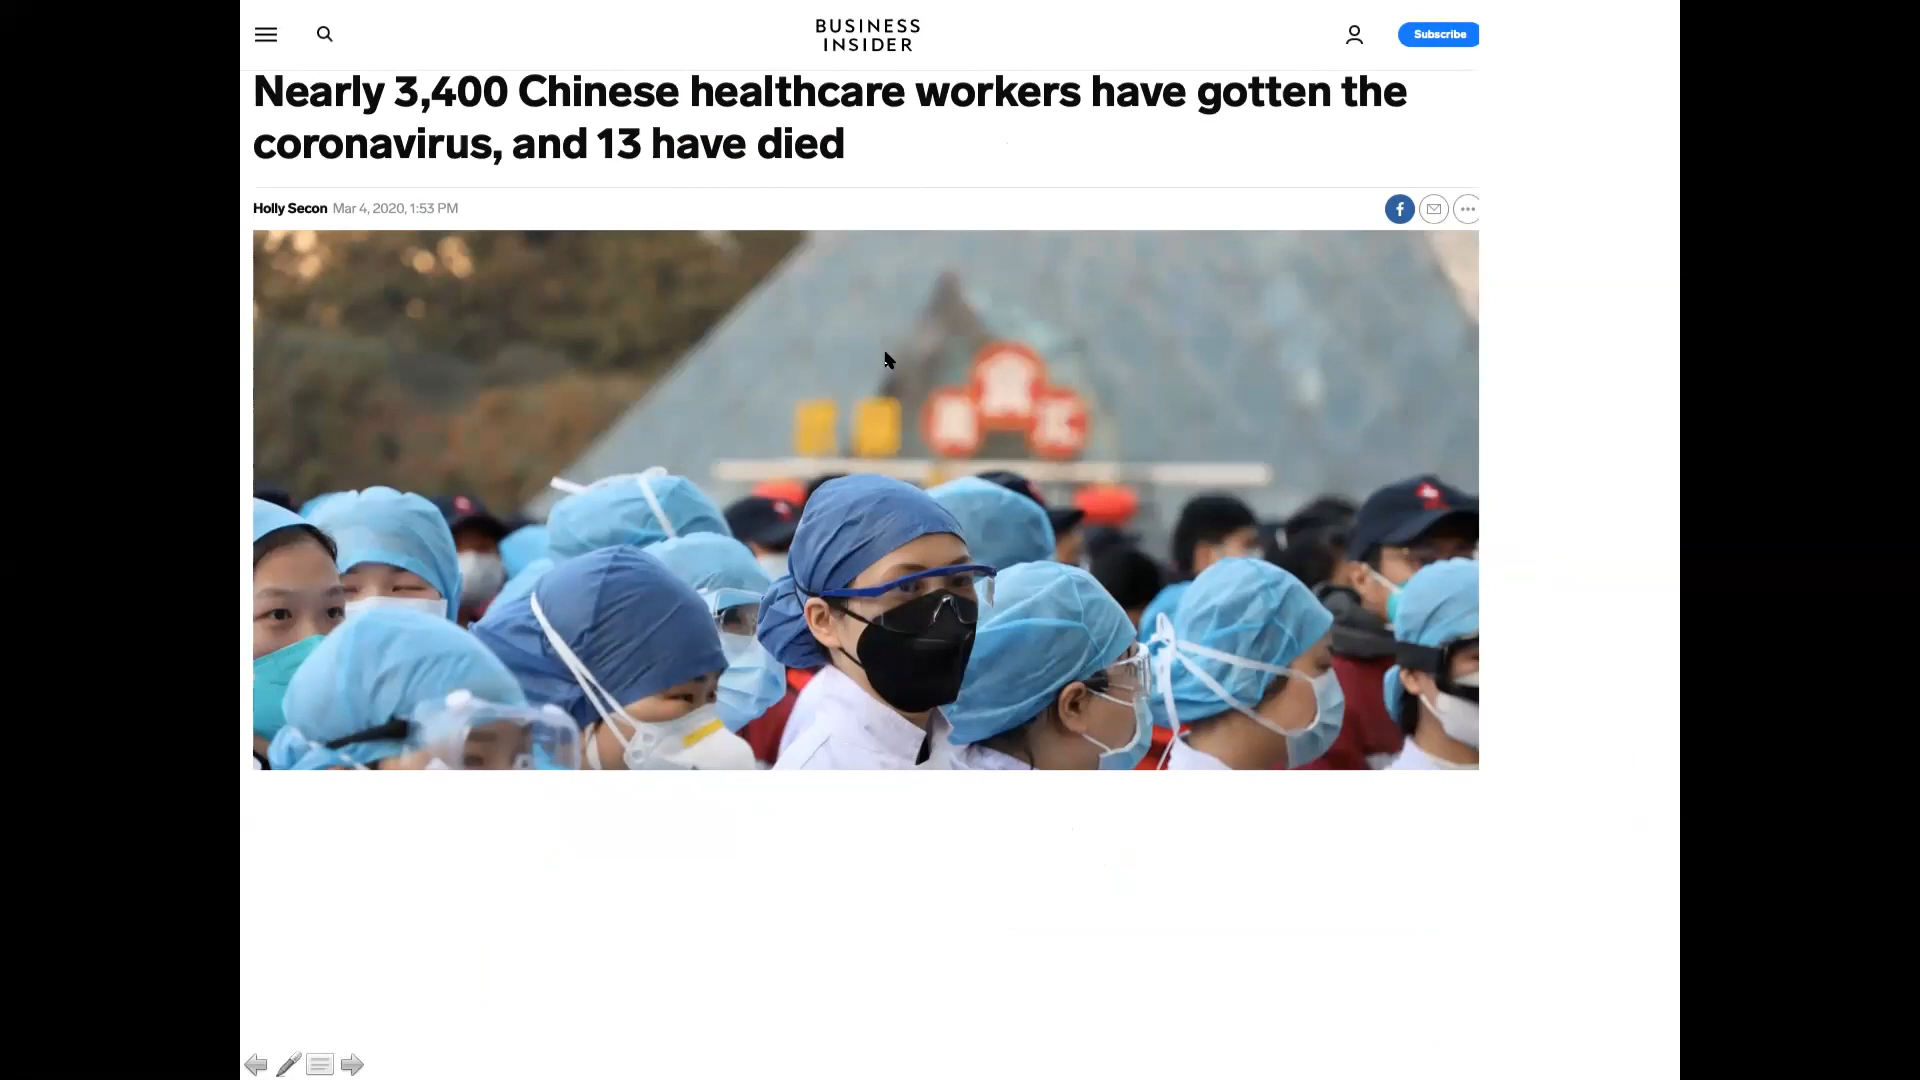 BUSINESS
INSIDER
Subscribe
Nearly 3,400 Chinese healthcare workers have gotten the
coronavirus, and 13 have died
Holly Secon Mar 4, 2020, 1:53 PM